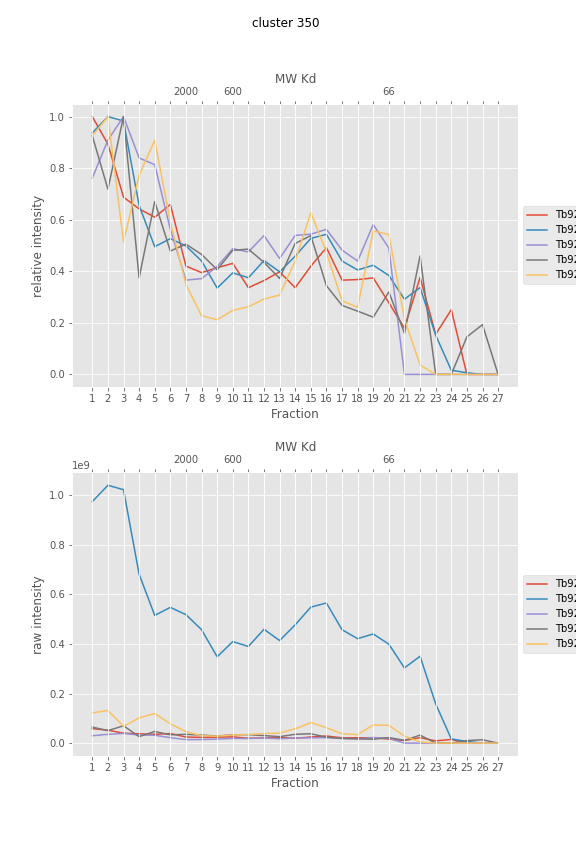 cluster 350
MW Kd
2000 600 66
1.0
0.8
0.6
0.4
0.2
0.0
relative intensity
Tb92
Tb92
Tb92
Tb92
Tb92
1 2 3 4 5 6 7 8 9 10 11 12 13 14 15 16 17 18 19 20 21 22 23 24 25 26 27
Fraction
MW Kd
2000 600 66
1e9
1.0
0.8
0.6
0.4
0.2
0.0
raw intensity
Tb92
Tb92
Tb92
Tb92
Tb92
1 2 3 4 5 6 7 8 9 10 11 12 13 14 15 16 17 18 19 20 21 22 23 24 25 26 27
Fraction